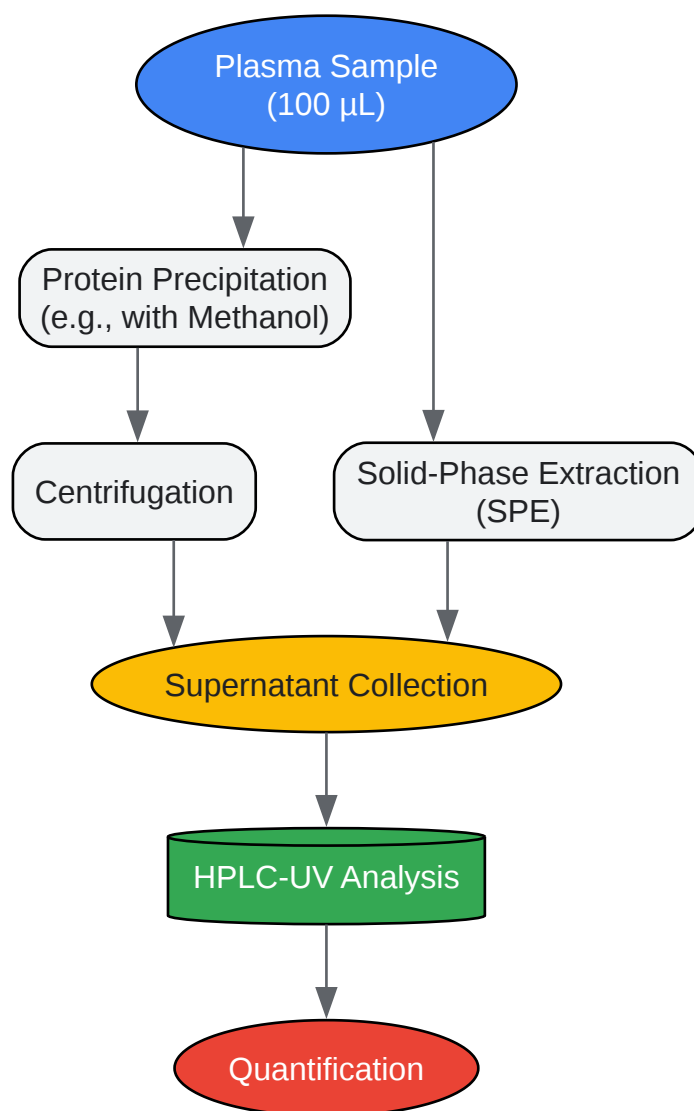 Plasma Sample
(100 µL)
Protein Precipitation
(e.g., with Methanol)
Centrifugation
Solid-Phase Extraction
(SPE)
Supernatant Collection
HPLC-UV Analysis
Quantification